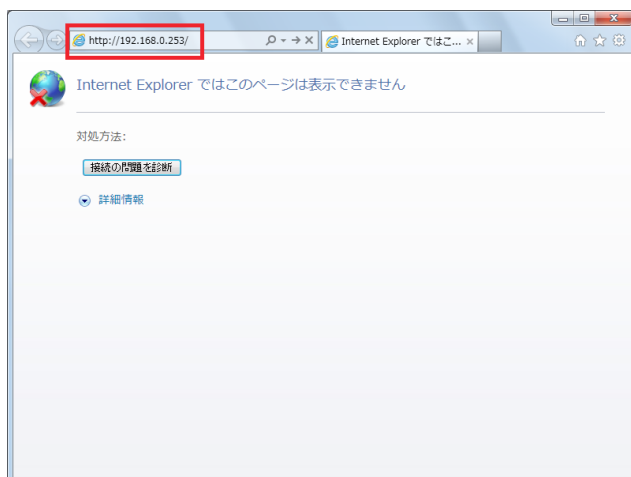 http://192.168.0.253/
Internet Explorer ではこ...
Internet Explorer ではこのページは表示できません
対処方法:
接続の問題を診断
詳細情報